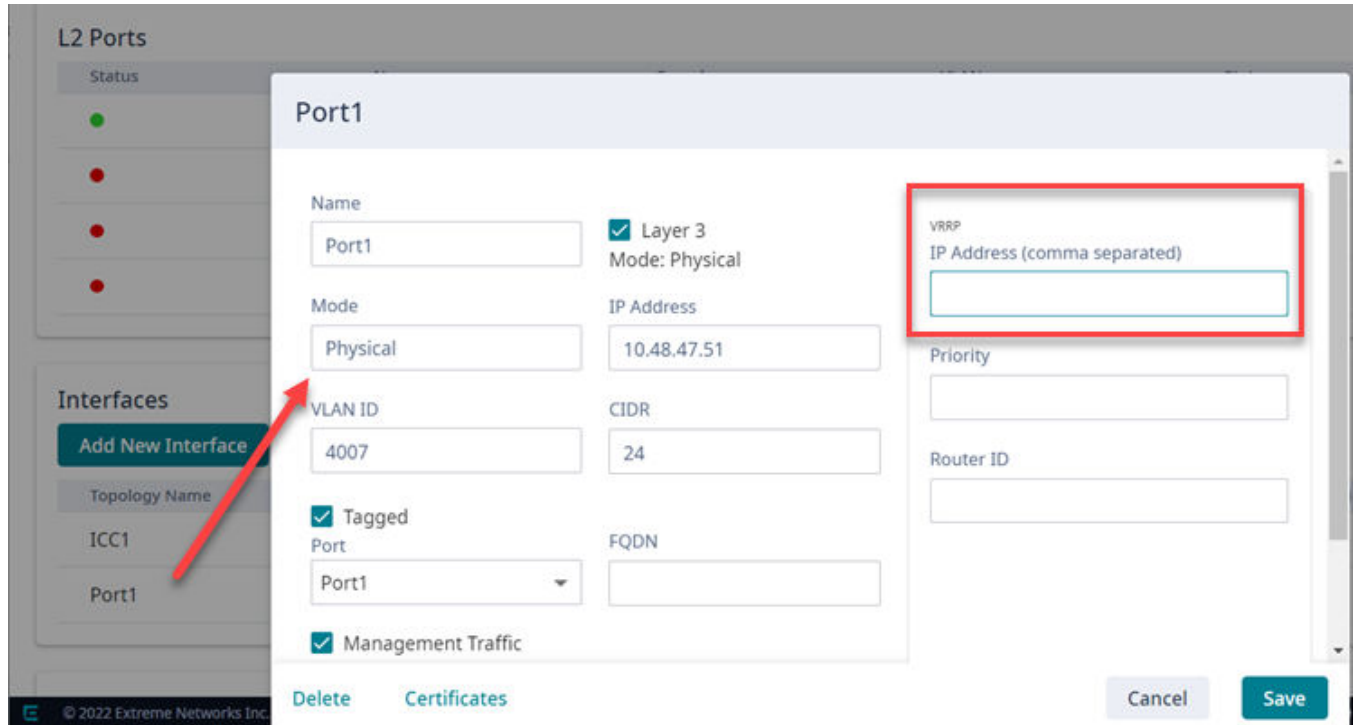 L2 Ports
Status
Port1
Name
Port1
Layer 3
Mode: Physical
Mode
Physical
IP Address
10.48.47.51
VLAN ID
4007
CIDR
24
Tagged
Port
Port1
FQDN
Management Traffic
VRRP
IP Address (comma separated)
Priority
Router ID
Interfaces
Add New Interface
Topology Name
ICC1
Port1
Delete
Certificates
Cancel
Save
© 2022 Extreme Networks Inc.